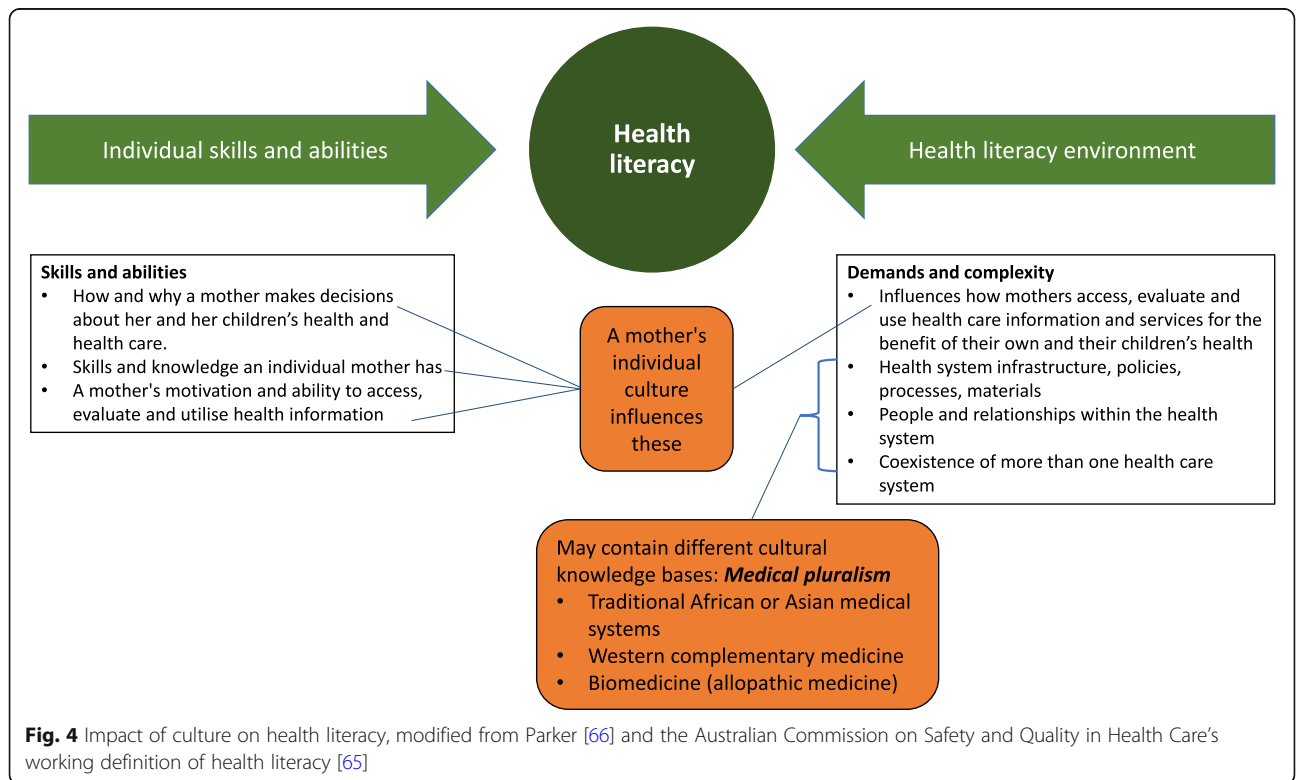 Individual skills and abilities
Health
literacy
Health literacy environment
Skills and abilities
• How and why a mother makes decisions
about her and her children’s health and
health care.
• Skills and knowledge an individual mother has
• A mother's motivation and ability to access,
evaluate and utilise health information
A mother's
individual
culture
influences
these
Demands and complexity
• Influences how mothers access, evaluate and
use health care information and services for the
benefit of their own and their children’s health
• Health system infrastructure, policies,
processes, materials
• People and relationships within the health
system
• Coexistence of more than one health care
system
May contain different cultural
knowledge bases: Medical pluralism
• Traditional African or Asian medical
systems
• Western complementary medicine
• Biomedicine (allopathic medicine)
Fig. 4 Impact of culture on health literacy, modified from Parker [66] and the Australian Commission on Safety and Quality in Health Care’s
working definition of health literacy [65]